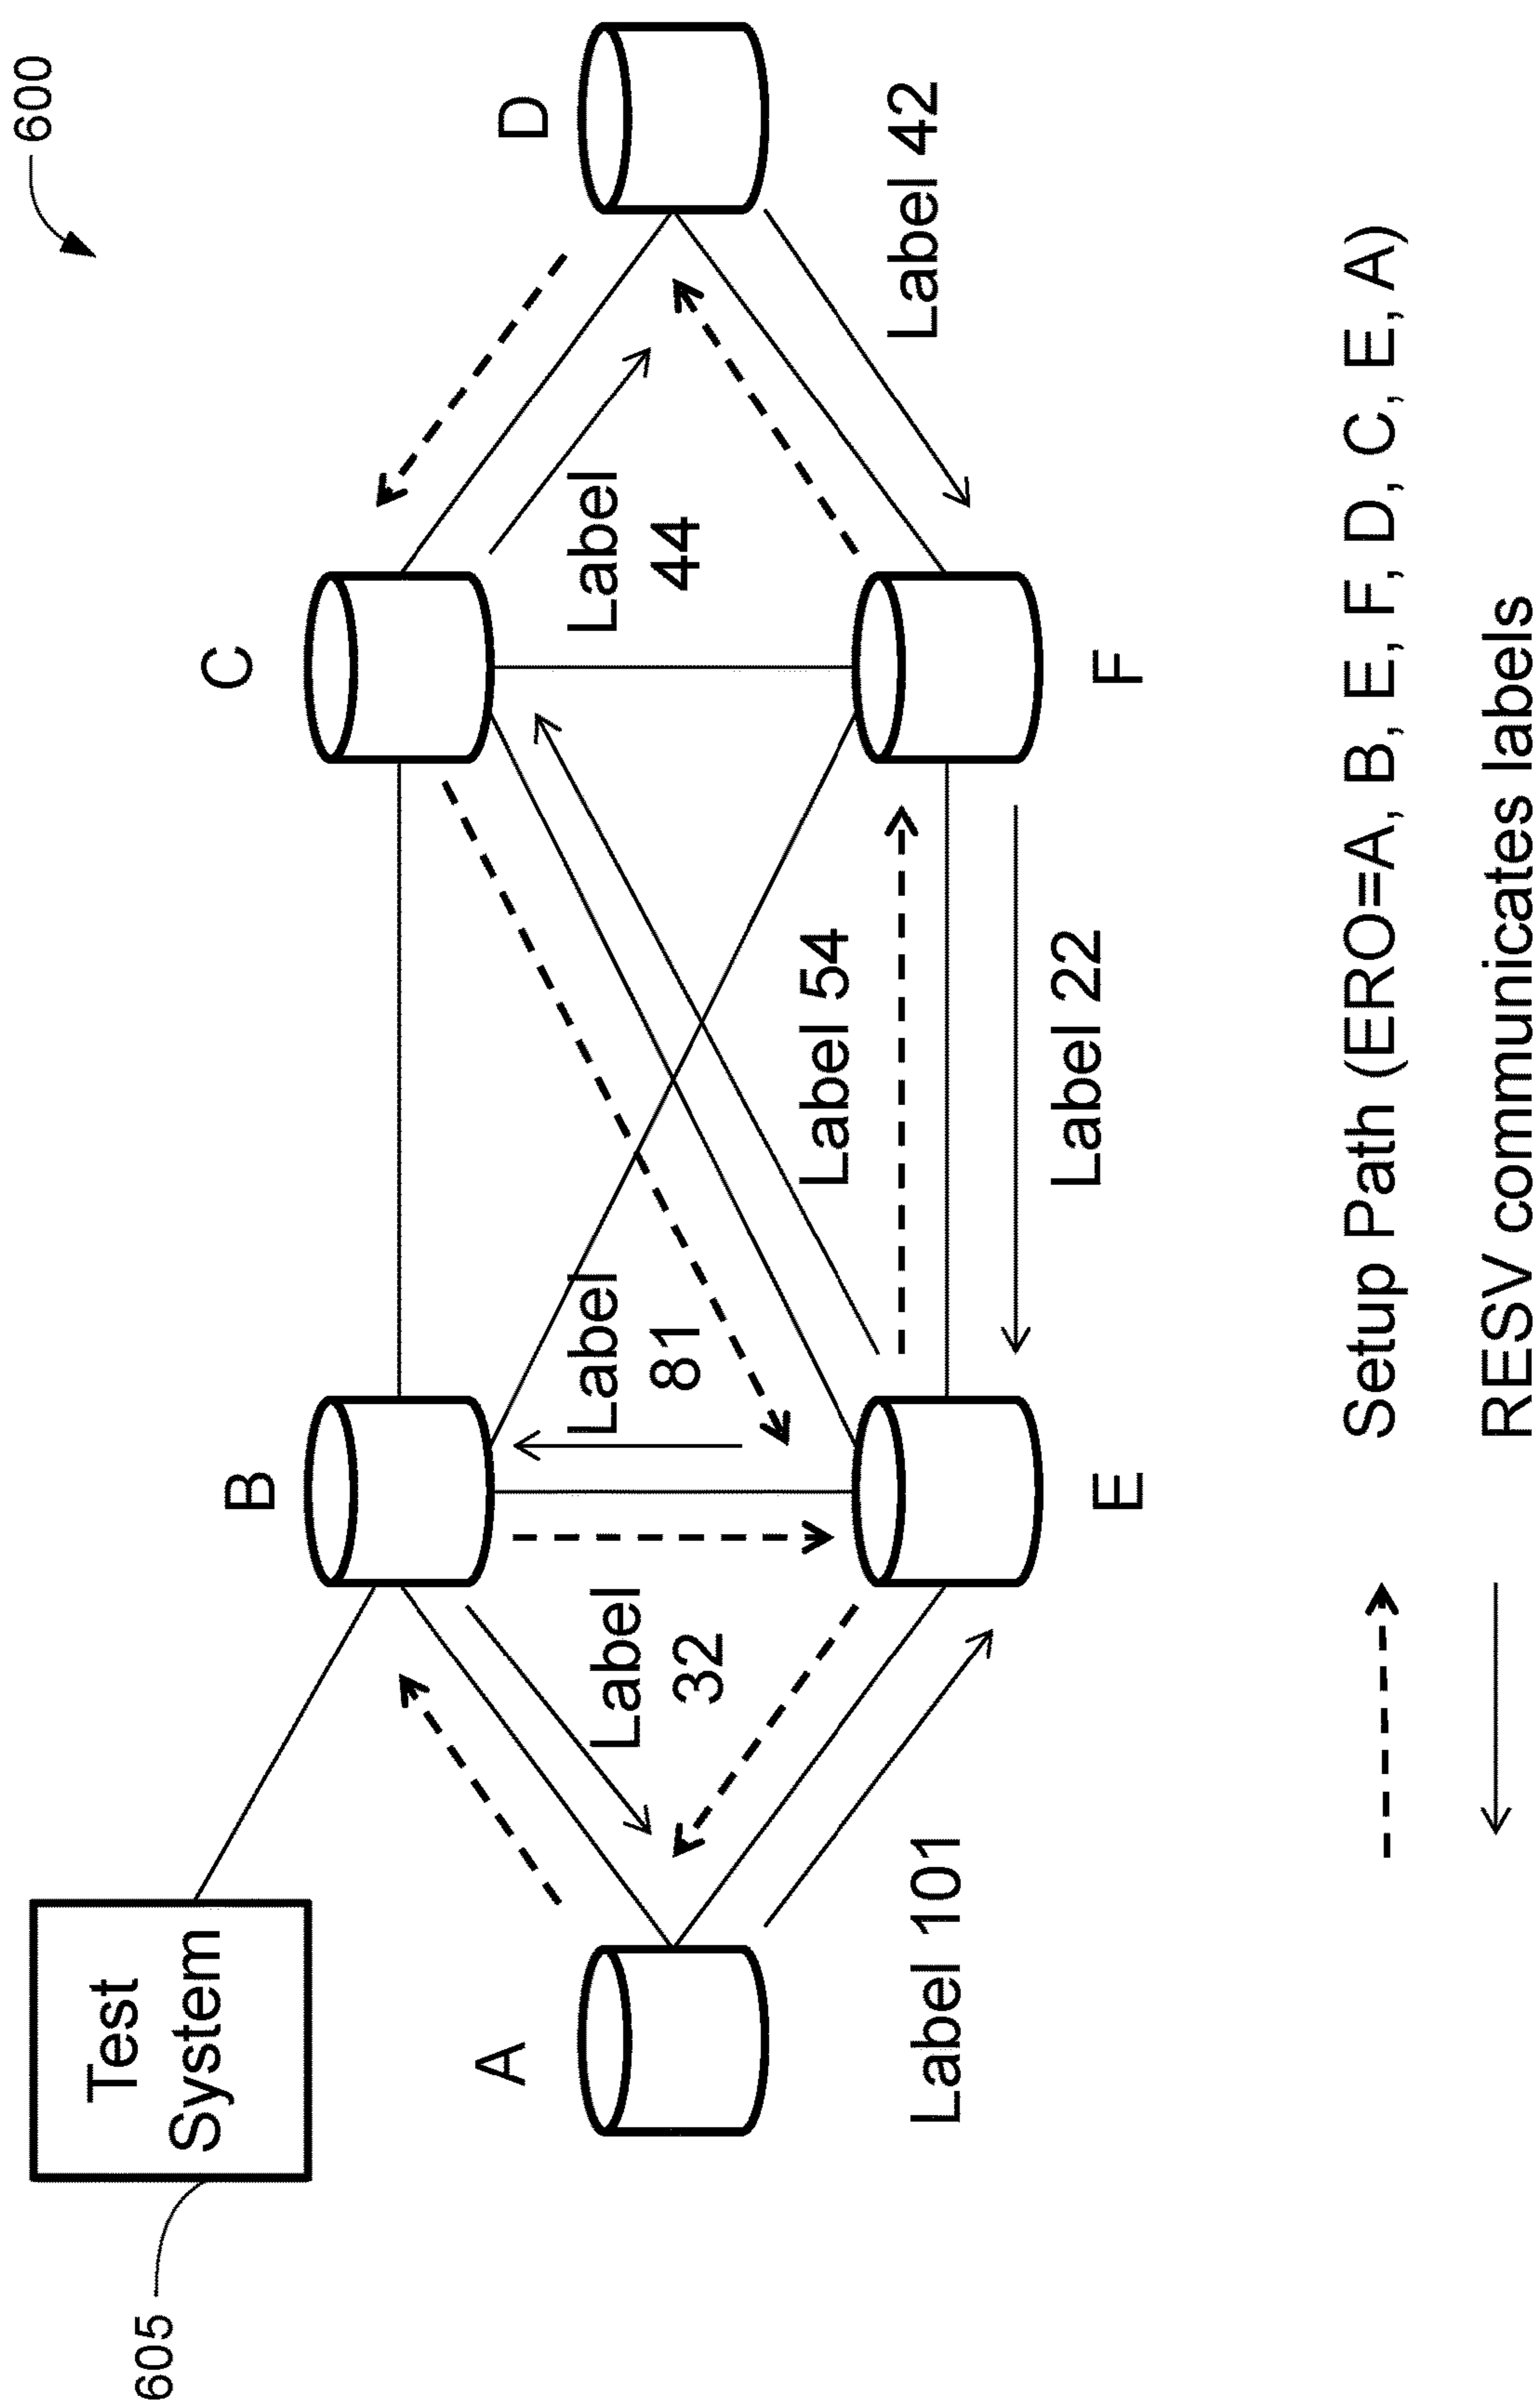 600
605
Test
System
B
C
A
D
E
F
Label
32
Label
81
Label
44
Label 54
Label 101
Label 22
Label 42
Setup Path (ERO=A, B, E, F, D, C, E, A)
RESV communicates labels